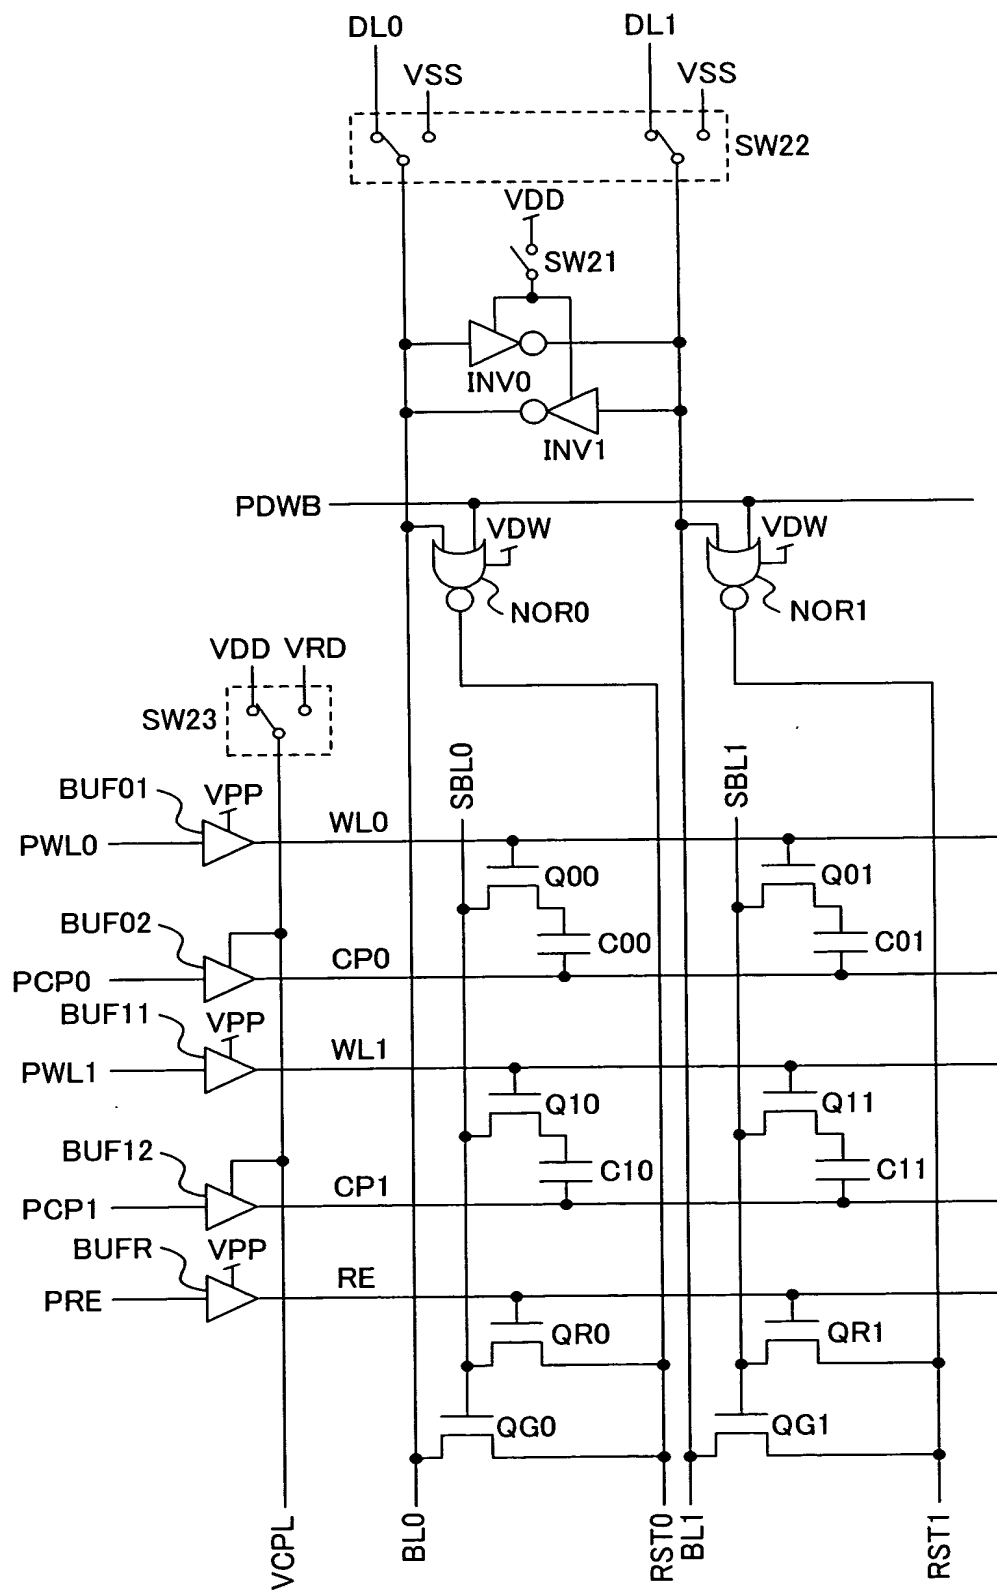 DL0
DL1
VSS
VSS
SW22
VDD
SW21
INV0
INV1
PDWB
VDW
VDW
NOR0
NOR1
VDD VRD
SW23
SBL0
SBL1
BUF01
VPP
WL0
PWL0
Q00
Q01
BUF02
C00
C01
CP0
PCP0
BUF11
VPP
WL1
PWL1
Q10
Q11
BUF12
C10
C11
CP1
PCP1
BUFR
VPP
RE
PRE
QR0
QR1
QG0
QG1
VCPL
BL0
RST0
BL1
RST1